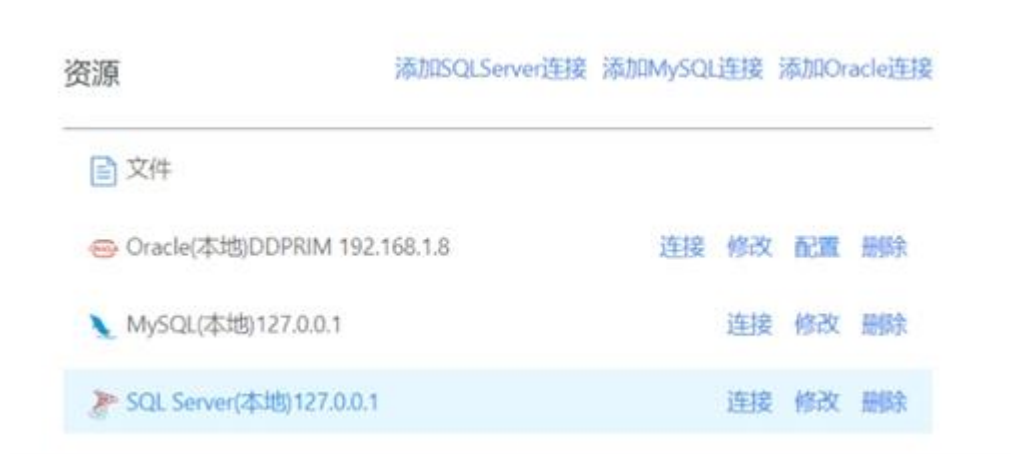 资源 添加SQLServer连接 添加MySQL连接 添加Oracle连接
文件
Oracle(本地)DDPRIM 192.168.1.8 连接 修改 配置 删除
MySQL(本地)127.0.0.1 连接 修改 删除
SQL Server(本地)127.0.0.1 连接 修改 删除